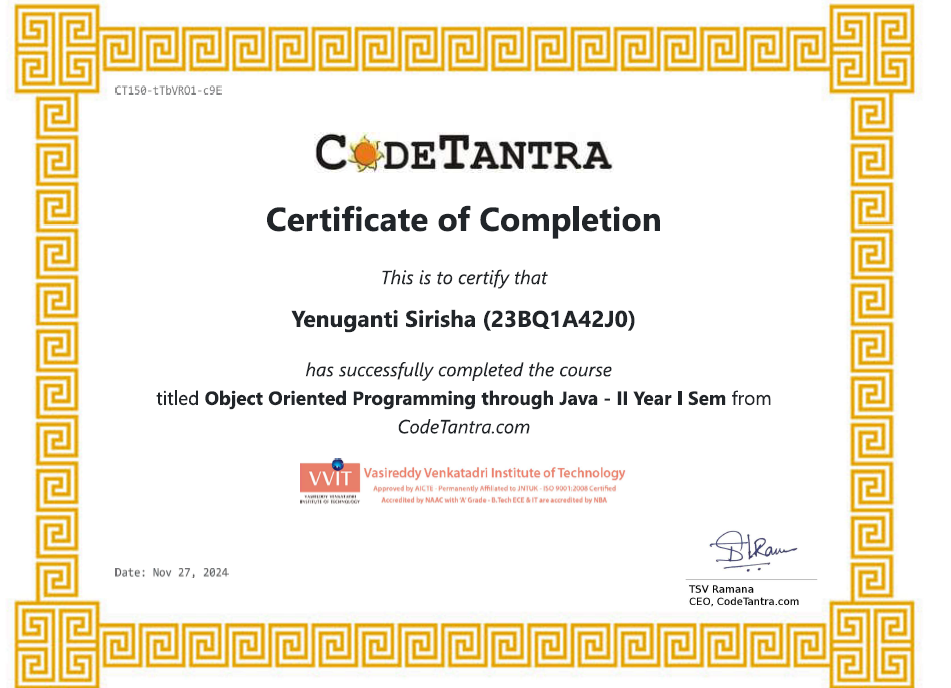 CT150-tTbVROi-c9E
CODETANTRA
Certificate of Completion
This is to certify that
Yenuganti Sirisha (23BQ1A42J0)
has successfully completed the course
titled Object Oriented Programming through Java - II Year I Sem from
CodeTantra.com
VVIT
VASIREDDY VENKATADRI
INSTITUTE OF TECHNOLOGY
Vasireddy Venkatadri Institute of Technology
Approved by AICTE - Permanently Affiliated to JNTUK - ISO 9001:2008 Certified
Accredited by NAAC with 'A' Grade - B.Tech ECE & IT are accredited by NBA
Date: Nov 27, 2024
TSV Ramana
CEO, CodeTantra.com